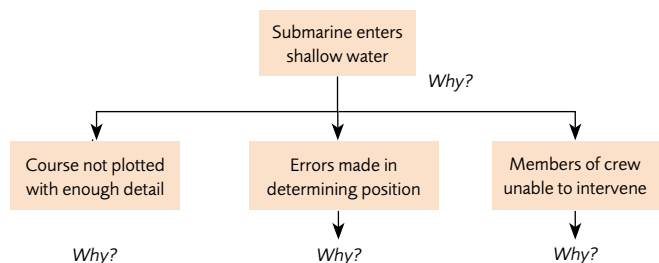 Submarine enters
shallow water
Why?
Course not plotted
with enough detail
Errors made in
determining position
Members of crew
unable to intervene
Why?
Why?
Why?